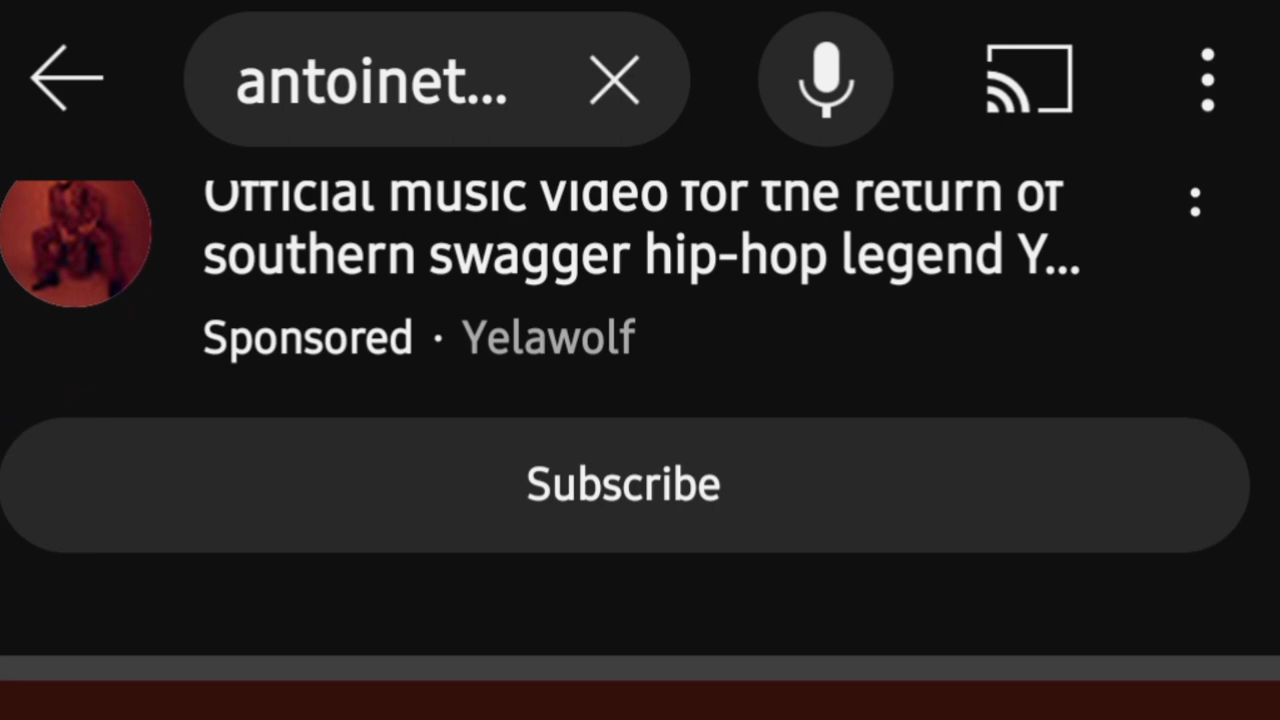 antoinet...
Official music video for the return of
southern swagger hip-hop legend Y...
Sponsored · Yelawolf
Subscribe